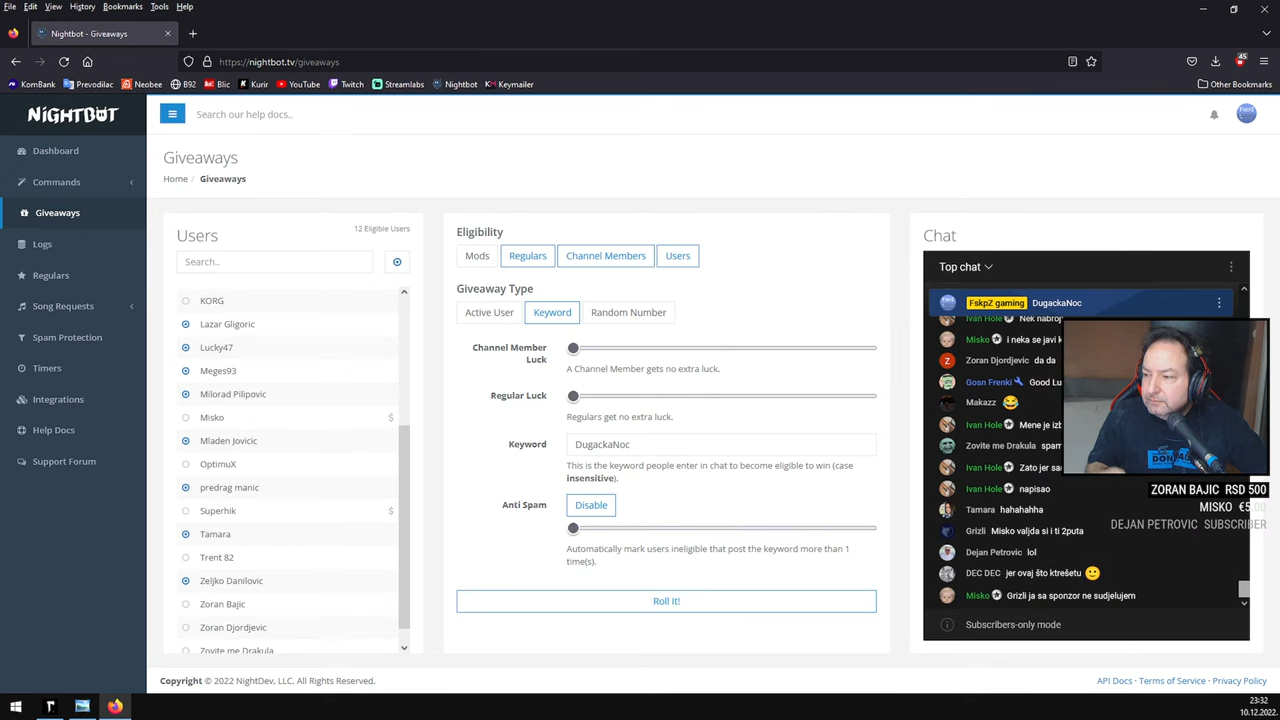 File Edit View History Bookmarks Tools Help
Nightbot - Giveaways
https://nightbot.tv/giveaways
45
KomBank Prevodilac Neobee B92 Blic Kurir YouTube Twitch Streamlabs Nightbot Keymailer Other Bookmarks
NIGHTBOT
Search our help docs..
Dashboard
Commands
Giveaways
Logs
Regulars
Song Requests
Spam Protection
Timers
Integrations
Help Docs
Support Forum
Giveaways
Home / Giveaways
Users
12 Eligible Users
Search..
KORG
Lazar Gligoric
Lucky47
Meges93
Milorad Pilipovic
Misko $
Mladen Jovicic
OptimuX
predrag manic
Superhik $
Tamara
Trent 82
Zeljko Danilovic
Zoran Bajic
Zoran Djordjevic
Zovite me Drakula
Eligibility
Mods Regulars Channel Members Users
Giveaway Type
Active User Keyword Random Number
Channel Member Luck
A Channel Member gets no extra luck.
Regular Luck
Regulars get no extra luck.
Keyword
DugackaNoc
This is the keyword people enter in chat to become eligible to win (case
insensitive).
Anti Spam
Disable
Automatically mark users ineligible that post the keyword more than 1
time(s).
Roll It!
Chat
Top chat
FskpZ gaming DugackaNoc
Ivan Hole Nek nabroj
Misko i neka se javi k
Zoran Djordjevic da da
Gosn Frenki Good Lu
Makazz
Ivan Hole Mene je izb
Zovite me Drakula spam
Ivan Hole Zato jer sa
Ivan Hole napisao
Tamara hahahahha
Grizli Misko valjda si i ti 2puta
Dejan Petrovic lol
DEC DEC jer ovaj što ktrešetu
Misko Grizli ja sa sponzor ne sudjelujem
Subscribers-only mode
ZORAN BAJIC RSD 500
MISKO €5.00
DEJAN PETROVIC SUBSCRIBER
Copyright © 2022 NightDev, LLC. All Rights Reserved.
API Docs · Terms of Service · Privacy Policy
23:32
10.12.2022.